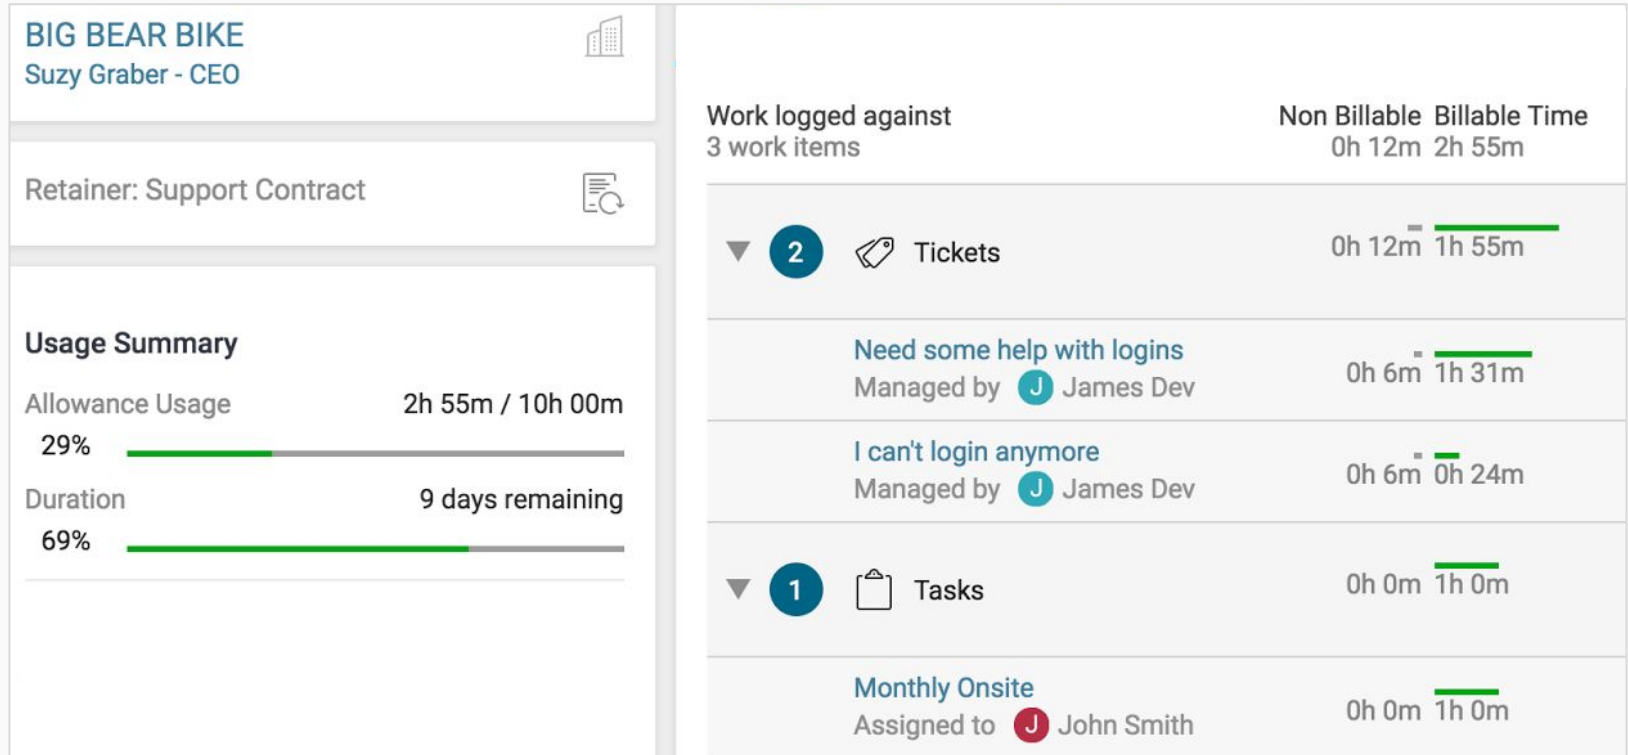 BIG BEAR BIKE
Suzy Graber - CEO
Retainer: Support Contract
Usage Summary
Allowance Usage 2h 55m / 10h 00m
29%
Duration 9 days remaining
69%
Work logged against Non Billable Billable Time
3 work items 0h 12m 2h 55m
2 Tickets 0h 12m 1h 55m
Need some help with logins
Managed by J James Dev 0h 6m 1h 31m
I can't login anymore
Managed by J James Dev 0h 6m 0h 24m
1 Tasks 0h 0m 1h 0m
Monthly Onsite
Assigned to J John Smith 0h 0m 1h 0m